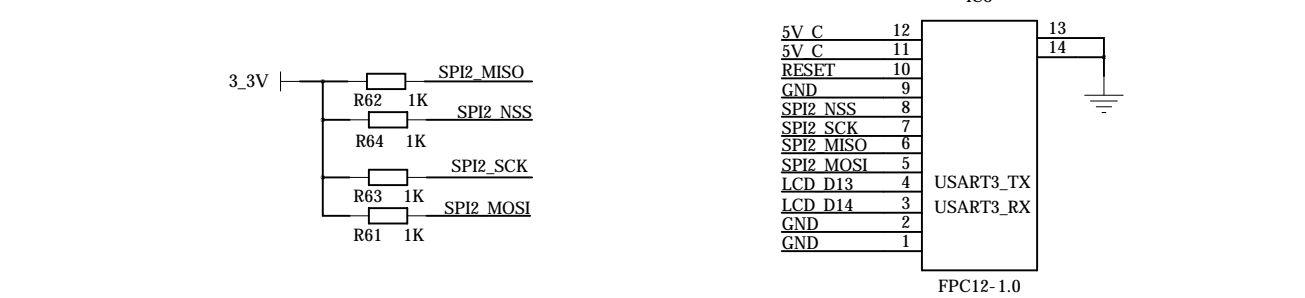 3_3V
SPI2_MISO
R62 1K
SPI2_NSS
R64 1K
SPI2_SCK
R63 1K
SPI2_MOSI
R61 1K
5V_C 12
5V_C 11
RESET 10
GND 9
SPI2_NSS 8
SPI2_SCK 7
SPI2_MISO 6
SPI2_MOSI 5
LCD_D13 4 USART3_TX
LCD_D14 3 USART3_RX
GND 2
GND 1
13
14
FPC12-1.0